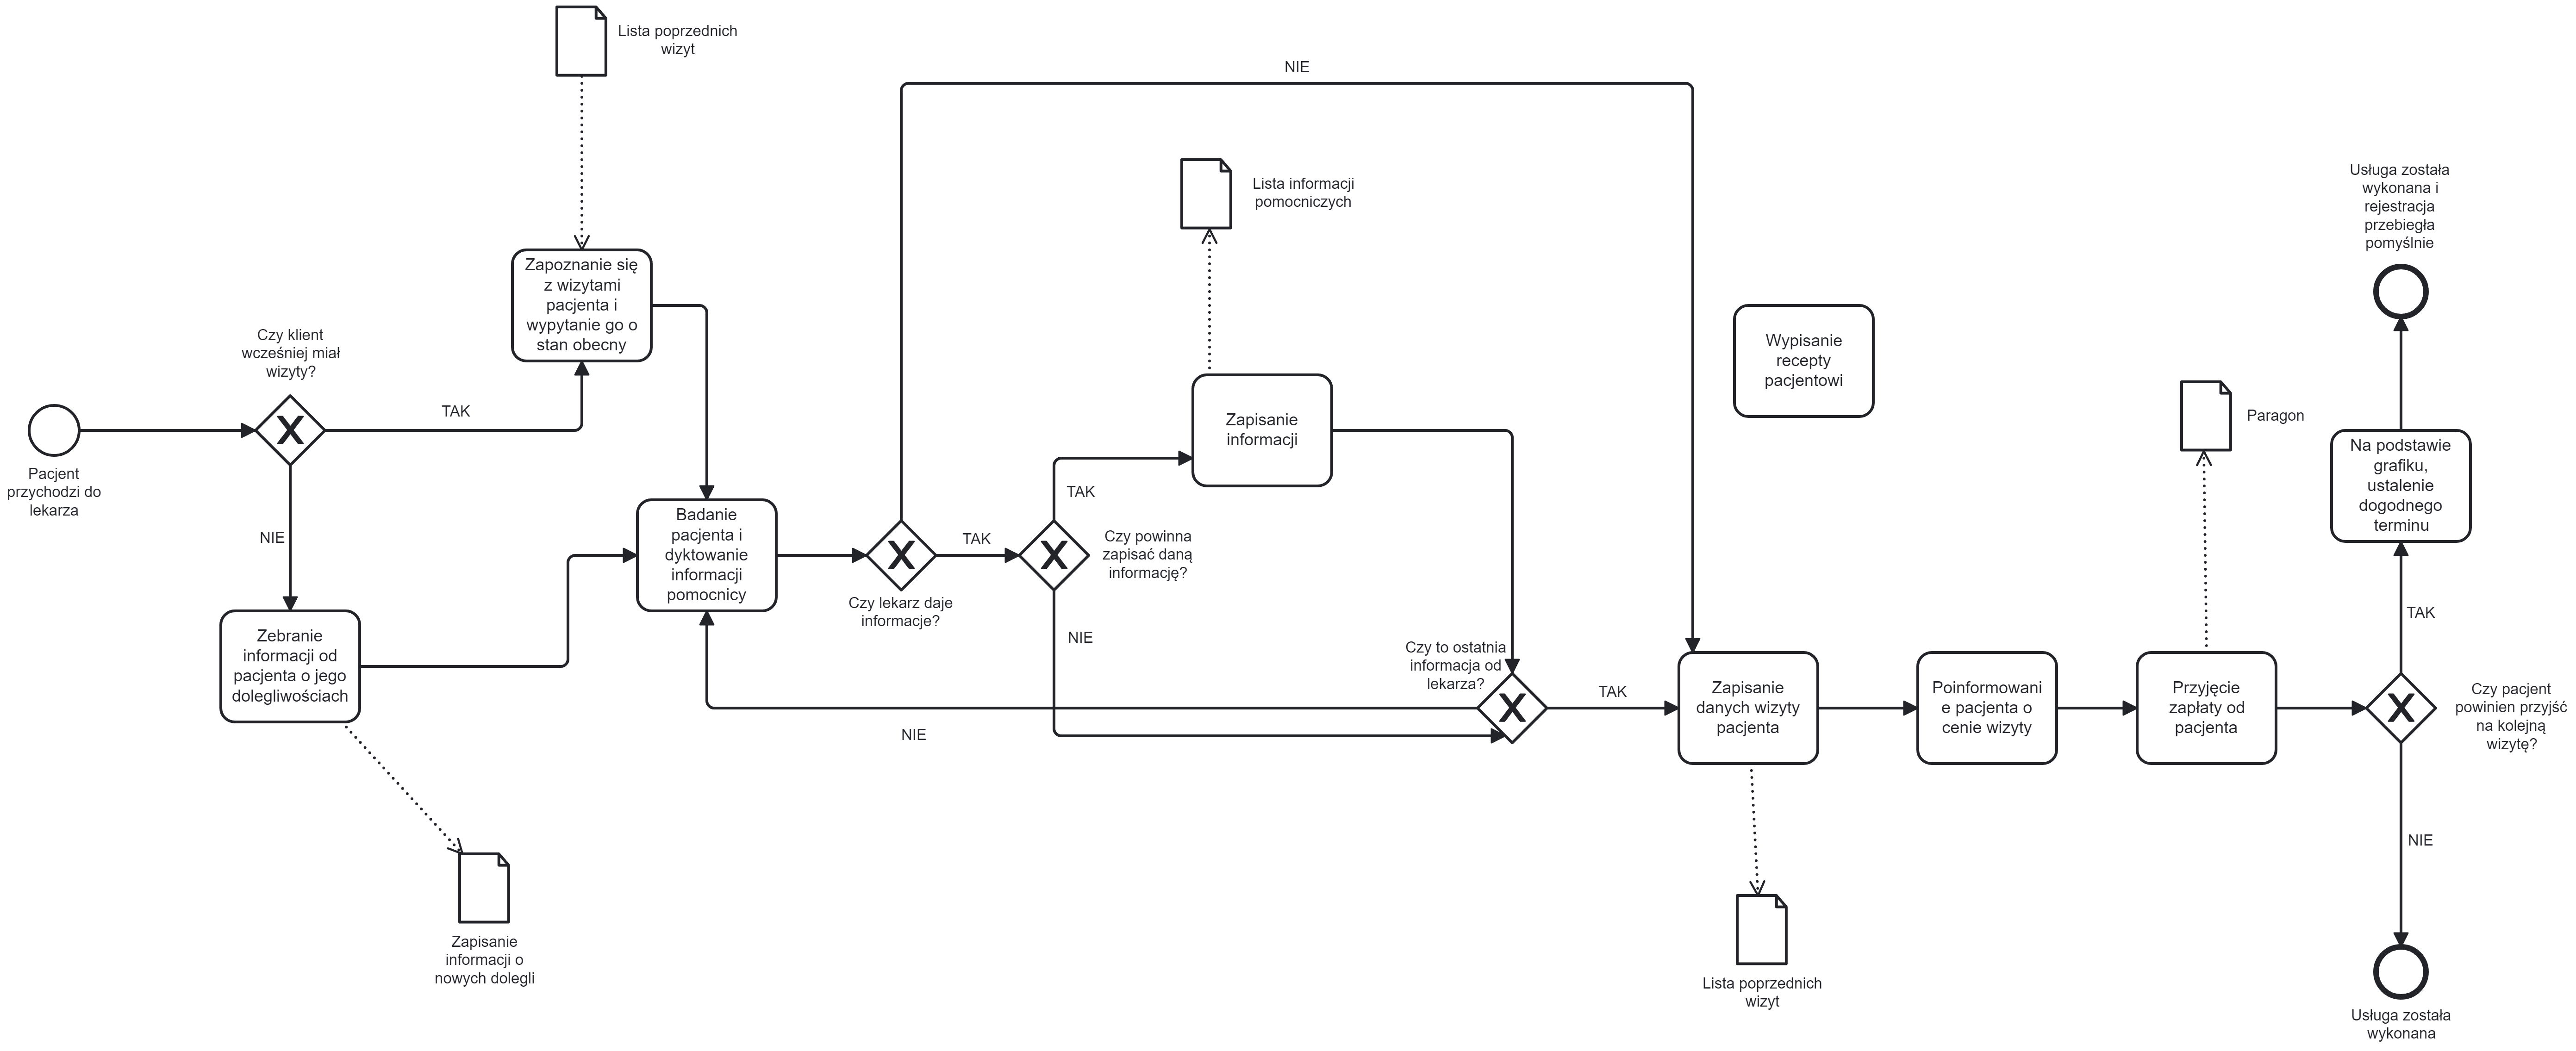 Lista poprzednich
wizyt
NIE
Lista informacji
pomocniczych
Usługa została
wykonana i
rejestracja
przebiegła
pomyślnie
Zapoznanie się
z wizytami
pacjenta i
wypytanie go o
stan obecny
Czy klient
wcześniej miał
wizyty?
TAK
Pacjent
przychodzi do
lekarza
NIE
Zebranie
informacji od
pacjenta o jego
dolegliwościach
Zapisanie
informacji o
nowych dolegli
Badanie
pacjenta i
dyktowanie
informacji
pomocnicy
Czy lekarz daje
informacje?
TAK
Czy powinna
zapisać daną
informację?
TAK
NIE
Zapisanie
informacji
Czy to ostatnia
informacja od
lekarza?
NIE
TAK
Wypisanie
recepty
pacjentowi
Zapisanie
danych wizyty
pacjenta
Lista poprzednich
wizyt
Poinformowani
e pacjenta o
cenie wizyty
Przyjęcie
zapłaty od
pacjenta
Paragon
Na podstawie
grafiku,
ustalenie
dogodnego
terminu
TAK
Czy pacjent
powinien przyjść
na kolejną
wizytę?
NIE
Usługa została
wykonana